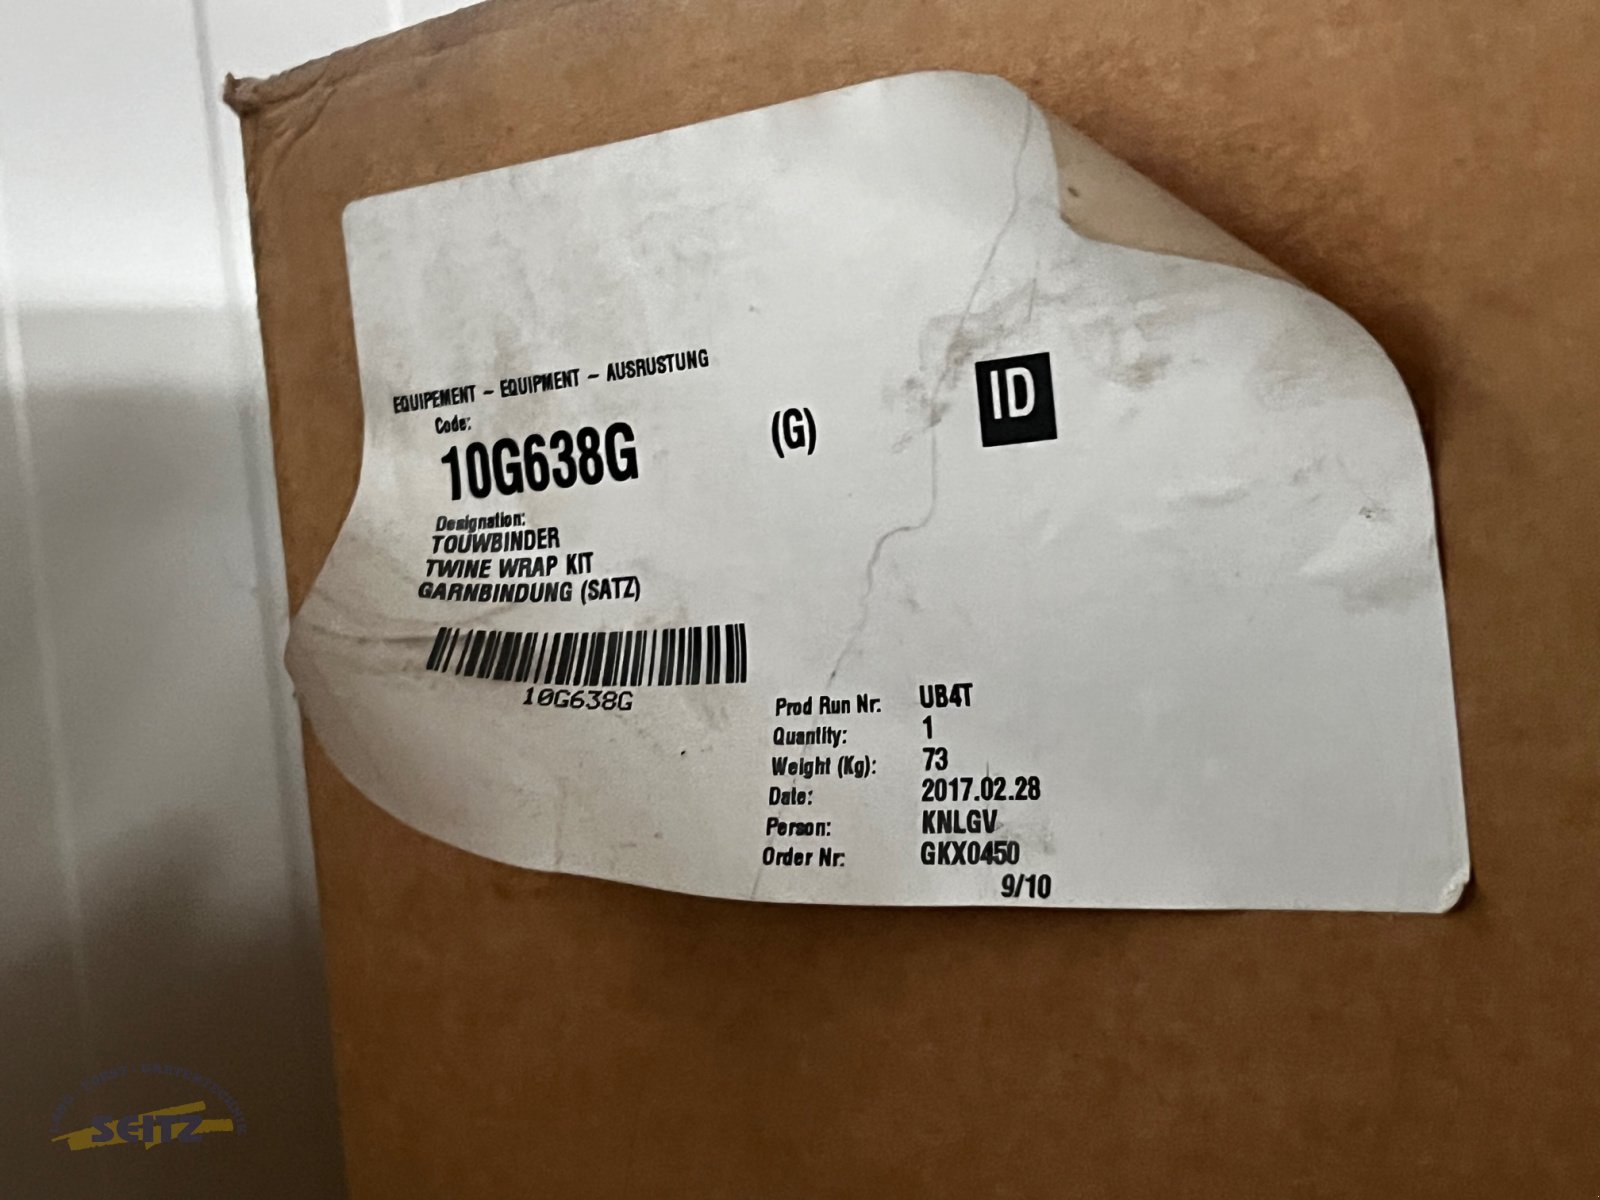 EQUIPEMENT - EQUIPMENT - AUSRUSTUNG
Code:
10G638G
(G)
ID
Designation:
TOUWBINDER
TWINE WRAP KIT
GARNBINDUNG (SATZ)
10G638G
Prod Run Nr: UB4T
Quantity: 1
Weight (Kg): 73
Date: 2017.02.28
Person: KNLGV
Order Nr: GKX0450
9/10
SEITZ